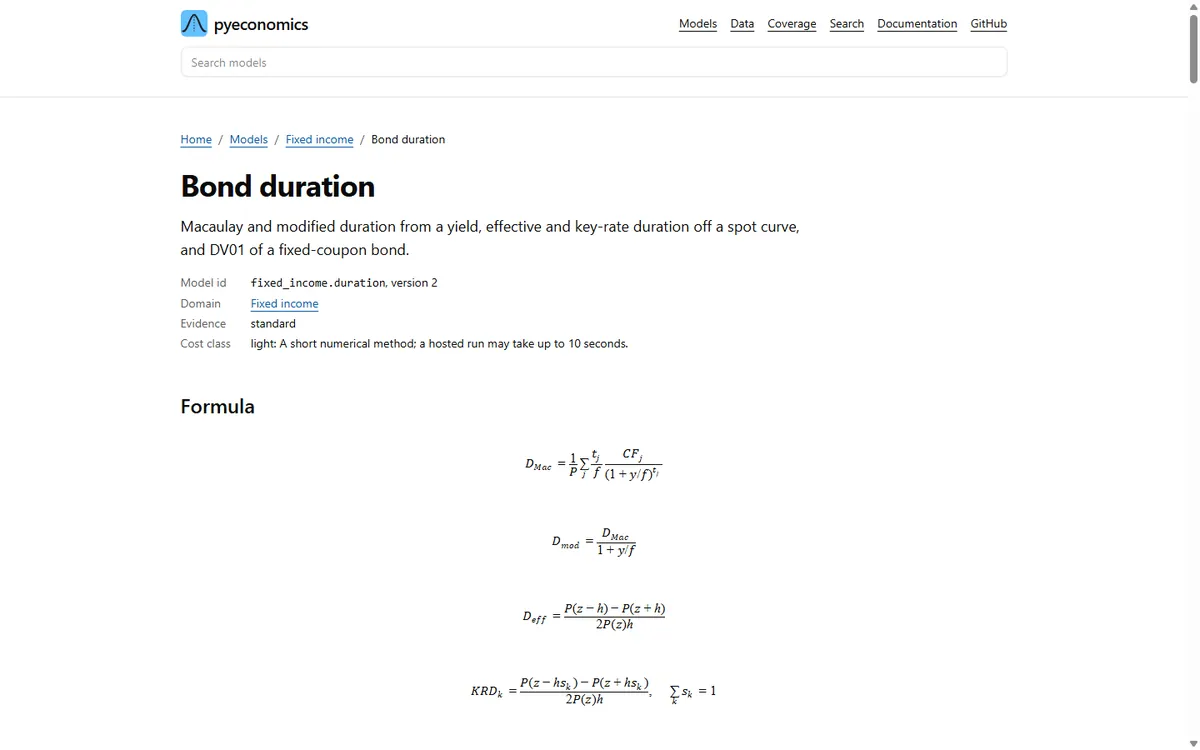 pyeconomics
Models Data Coverage Search Documentation GitHub
Search models
Home / Models / Fixed income / Bond duration
Bond duration
Macaulay and modified duration from a yield, effective and key-rate duration off a spot curve,
and DV01 of a fixed-coupon bond.
Model id fixed_income.duration, version 2
Domain Fixed income
Evidence standard
Cost class light: A short numerical method; a hosted run may take up to 10 seconds.
Formula
D_Mac = 1/P ∑_j t_j/f CF_j/(1 + y/f)^t_j
D_mod = D_Mac/(1 + y/f)
D_eff = (P(z − h) − P(z + h))/(2P(z)h)
KRD_k = (P(z − hs_k) − P(z + hs_k))/(2P(z)h), ∑_k s_k = 1